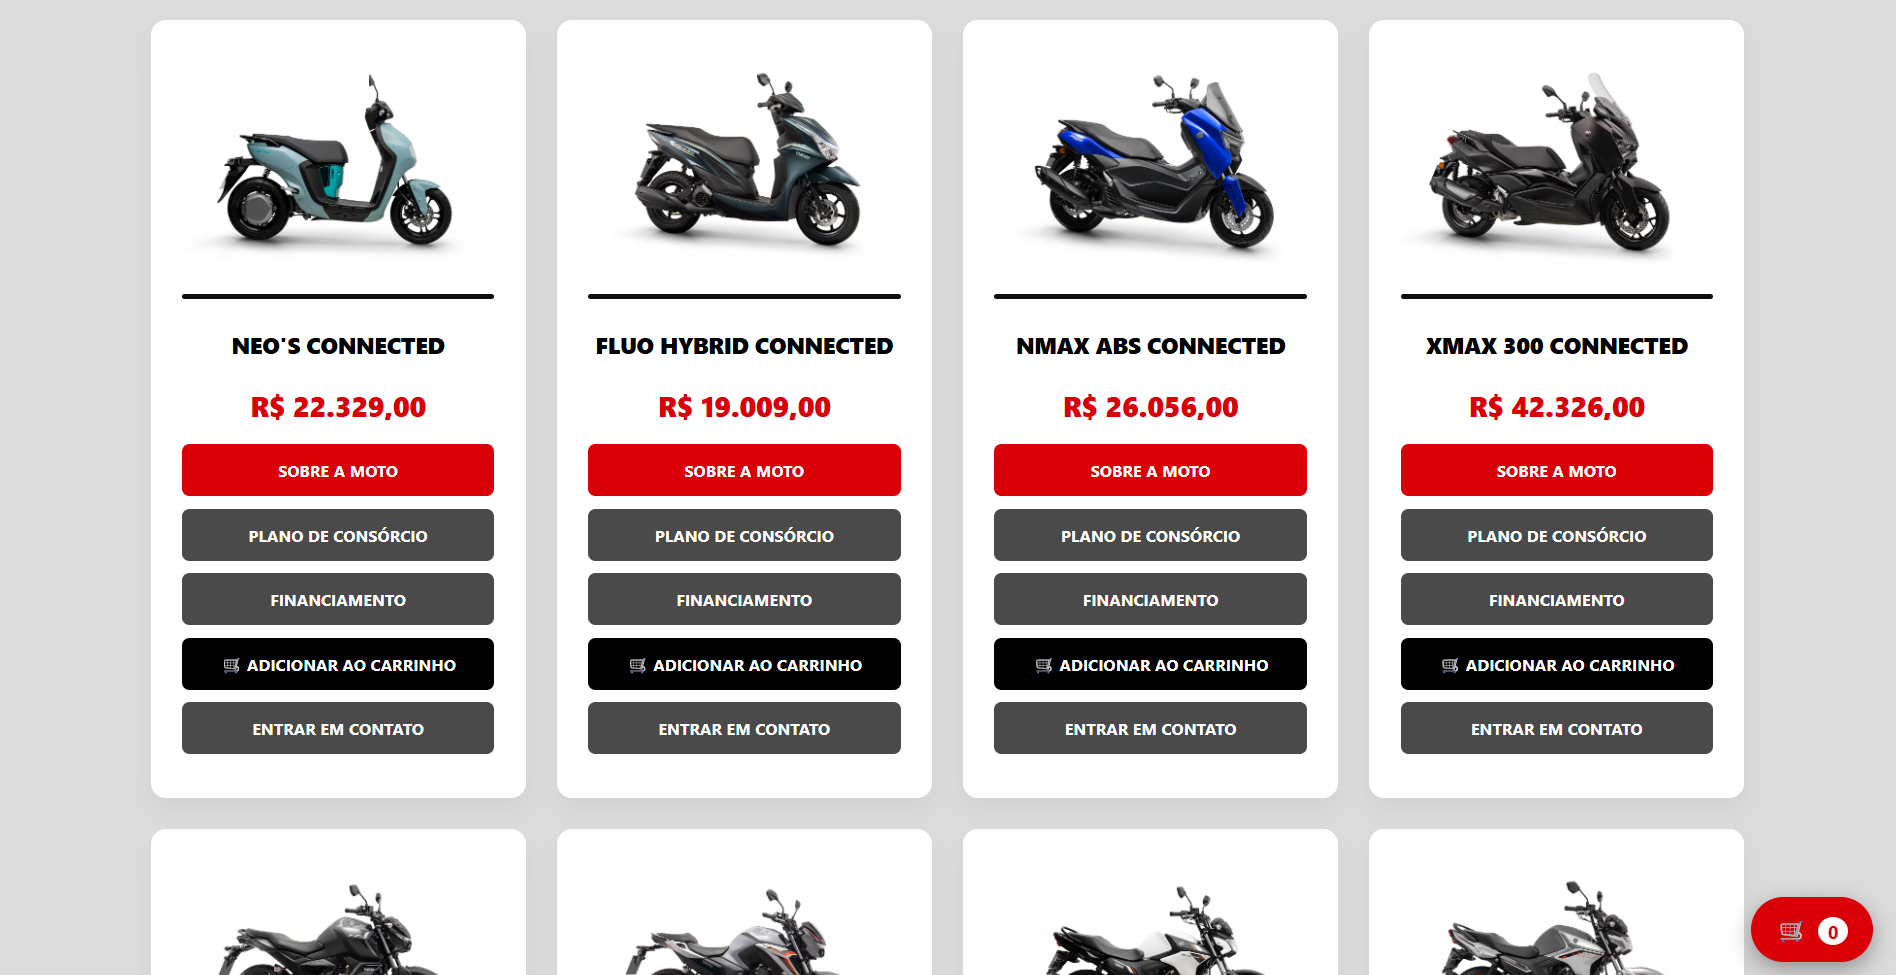 NEO'S CONNECTED
R$ 22.329,00
SOBRE A MOTO
PLANO DE CONSÓRCIO
FINANCIAMENTO
ADICIONAR AO CARRINHO
ENTRAR EM CONTATO
FLUO HYBRID CONNECTED
R$ 19.009,00
SOBRE A MOTO
PLANO DE CONSÓRCIO
FINANCIAMENTO
ADICIONAR AO CARRINHO
ENTRAR EM CONTATO
NMAX ABS CONNECTED
R$ 26.056,00
SOBRE A MOTO
PLANO DE CONSÓRCIO
FINANCIAMENTO
ADICIONAR AO CARRINHO
ENTRAR EM CONTATO
XMAX 300 CONNECTED
R$ 42.326,00
SOBRE A MOTO
PLANO DE CONSÓRCIO
FINANCIAMENTO
ADICIONAR AO CARRINHO
ENTRAR EM CONTATO
0